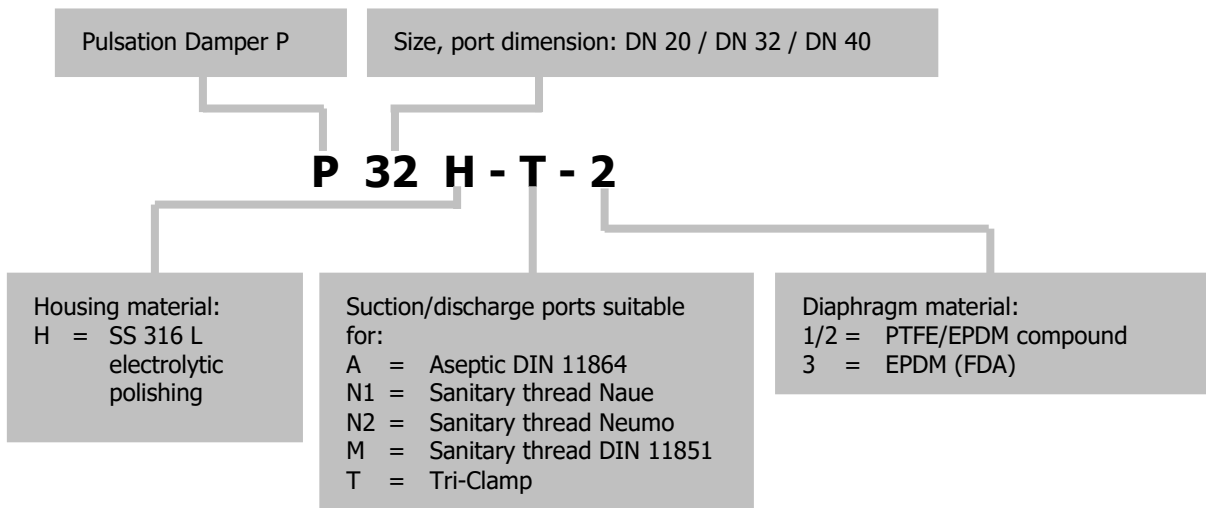 Pulsation Damper P
Size, port dimension: DN 20 / DN 32 / DN 40
P 32 H - T - 2
Housing material:
H = SS 316 L
electrolytic
polishing
Suction/discharge ports suitable
for:
A = Aseptic DIN 11864
N1 = Sanitary thread Naue
N2 = Sanitary thread Neumo
M = Sanitary thread DIN 11851
T = Tri-Clamp
Diaphragm material:
1/2 = PTFE/EPDM compound
3 = EPDM (FDA)